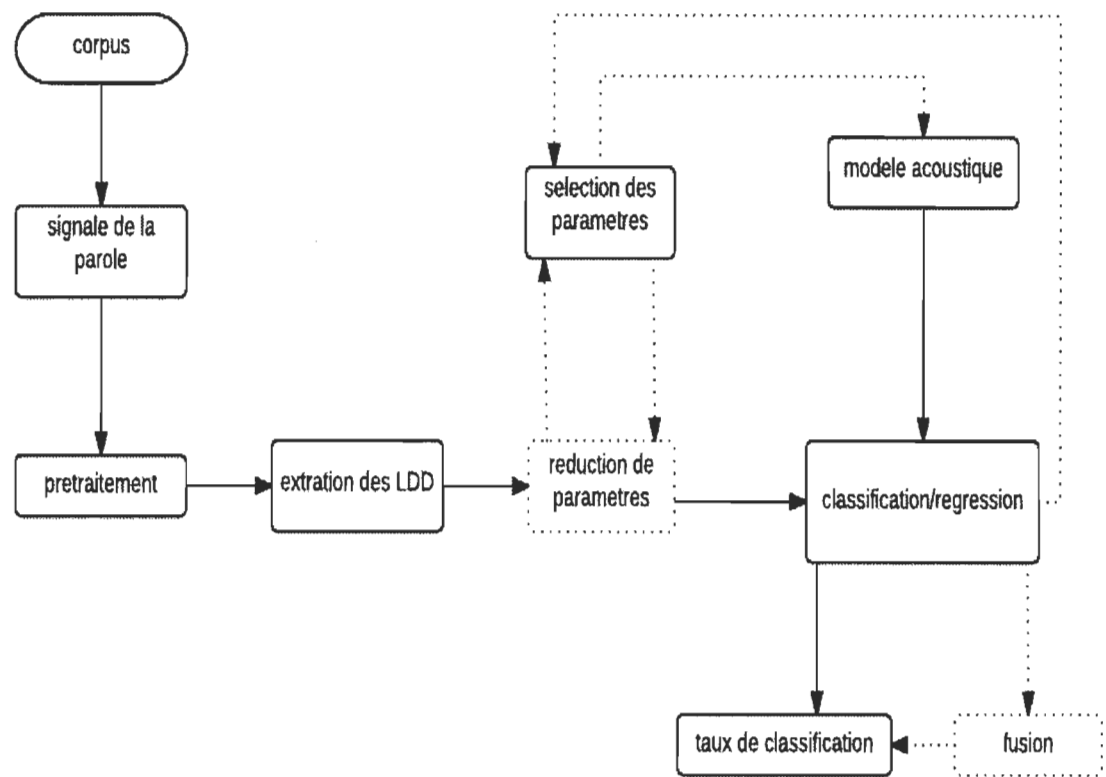 corpus
signale de la
parole
pretraitement
extration des LDD
selection des
parametres
reduction de
parametres
modele acoustique
classification/regression
taux de classification
fusion